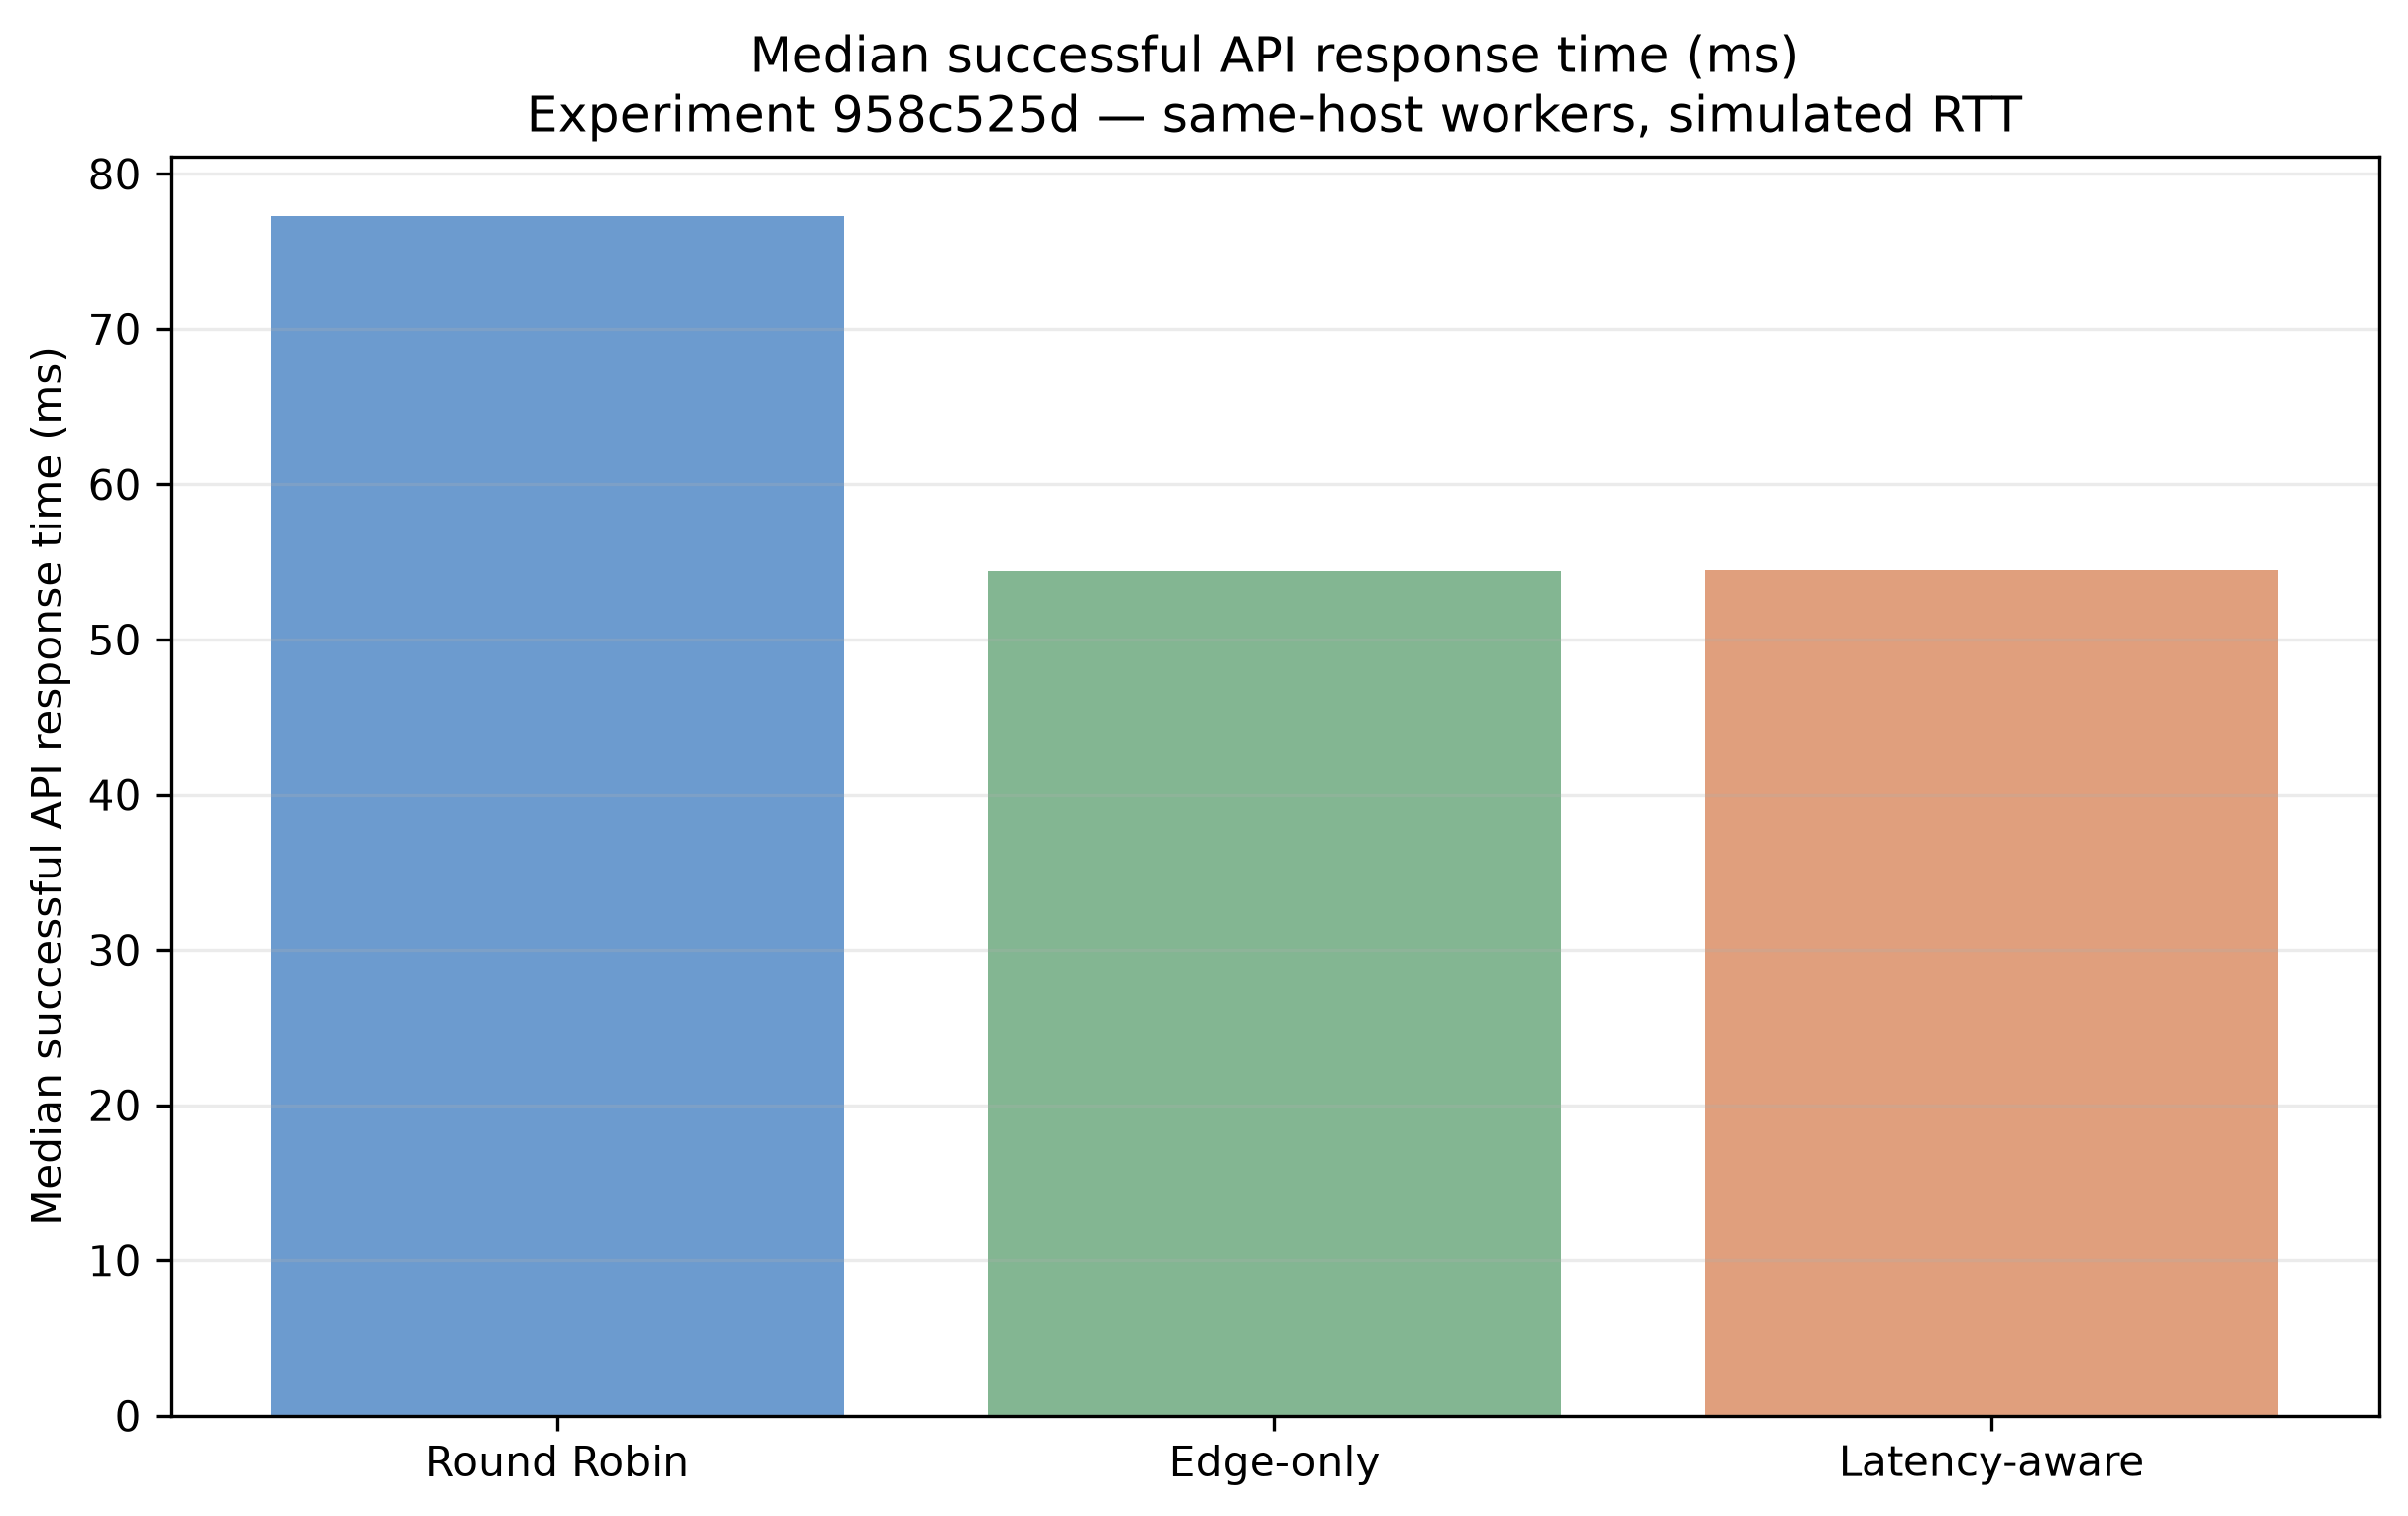 Median successful API response time (ms)
Experiment 958c525d — same-host workers, simulated RTT
Median successful API response time (ms)
80
70
60
50
40
30
20
10
0
Round Robin
Edge-only
Latency-aware